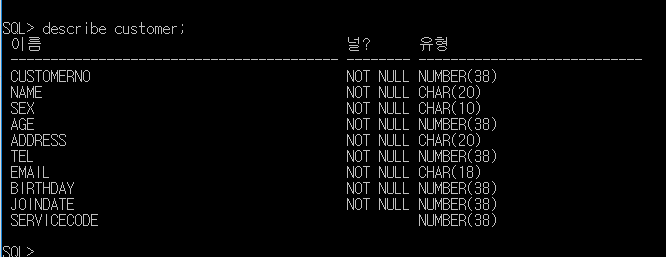 SQL> describe customer;
이름 널? 유형
----------------------------------------- -------- ----------------------------
CUSTOMERNO NOT NULL NUMBER(38)
NAME NOT NULL CHAR(20)
SEX NOT NULL CHAR(10)
AGE NOT NULL NUMBER(38)
ADDRESS NOT NULL CHAR(20)
TEL NOT NULL NUMBER(38)
EMAIL NOT NULL CHAR(18)
BIRTHDAY NOT NULL NUMBER(38)
JOINDATE NOT NULL NUMBER(38)
SERVICECODE NUMBER(38)
SQL>